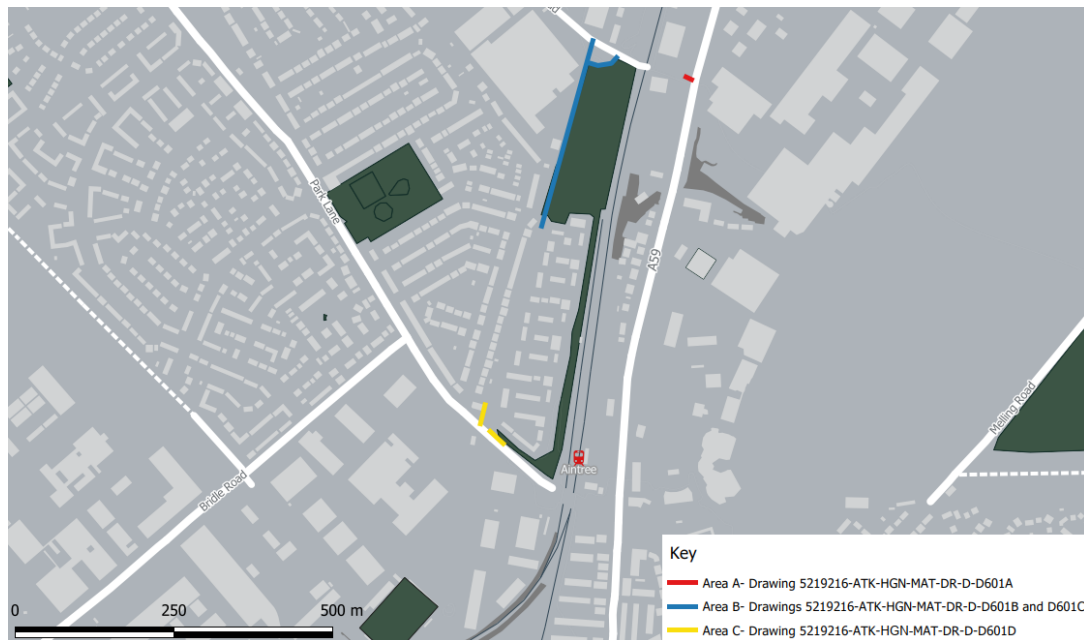 ad
Park Lane
A59
Melling Road
Bridle Road
Aintree
Key
Area A- Drawing 5219216-ATK-HGN-MAT-DR-D-D601A
Area B- Drawings 5219216-ATK-HGN-MAT-DR-D-D601B and D601C
Area C- Drawing 5219216-ATK-HGN-MAT-DR-D-D601D
0 250 500 m